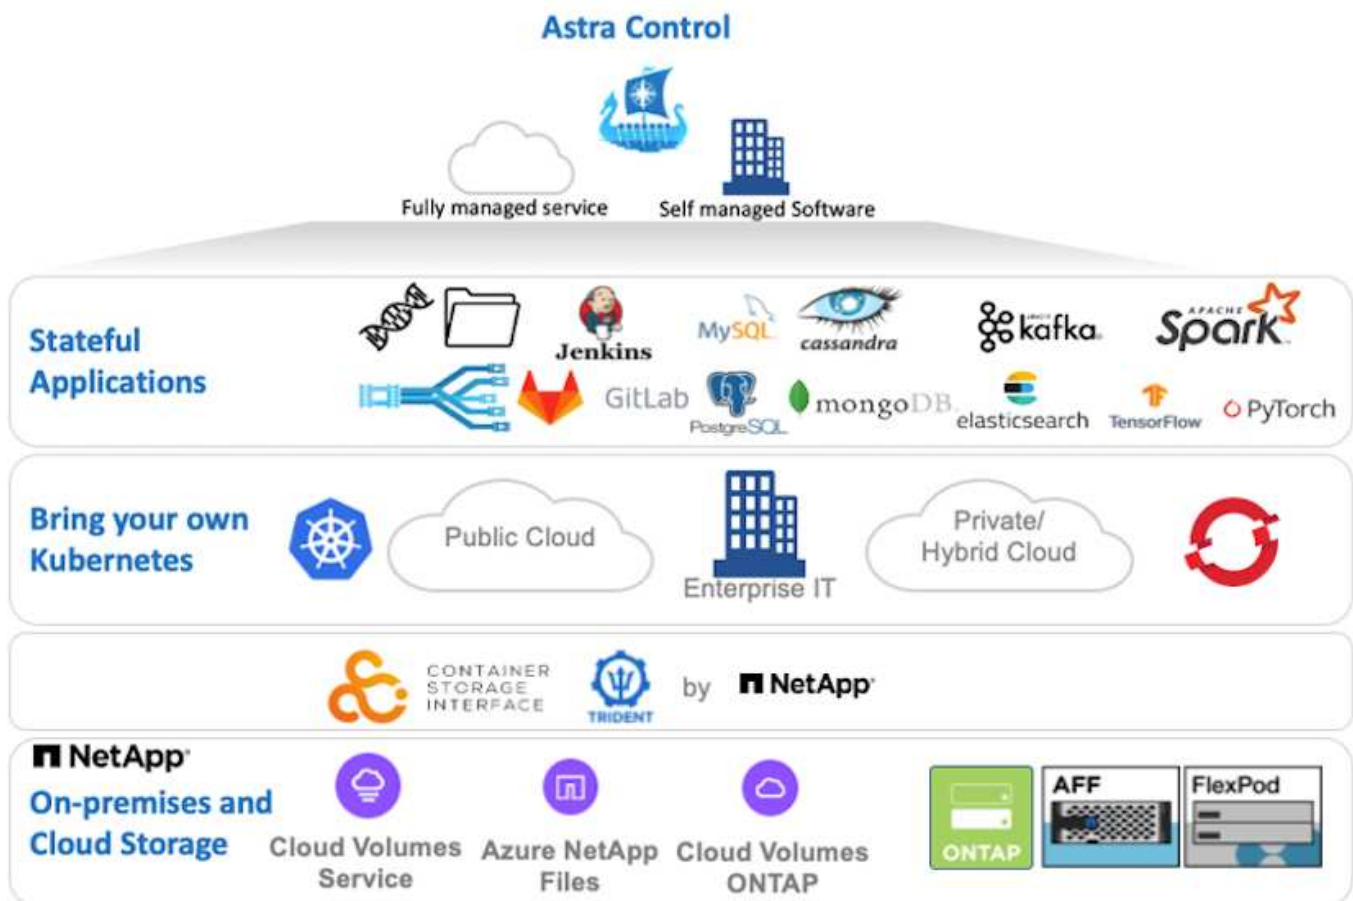 Astra Control
Fully managed service
Self managed Software
Stateful
Applications
Jenkins
MySQL
cassandra
kafka
APACHE
Spark
GitLab
PostgreSQL
mongoDB.
elasticsearch
TensorFlow
PyTorch
Bring your own
Kubernetes
Public Cloud
Enterprise IT
Private/
Hybrid Cloud
CONTAINER
STORAGE
INTERFACE
TRIDENT
by
NetApp
NetApp
On-premises and
Cloud Storage
Cloud Volumes
Service
Azure NetApp
Files
Cloud Volumes
ONTAP
ONTAP
AFF
FlexPod